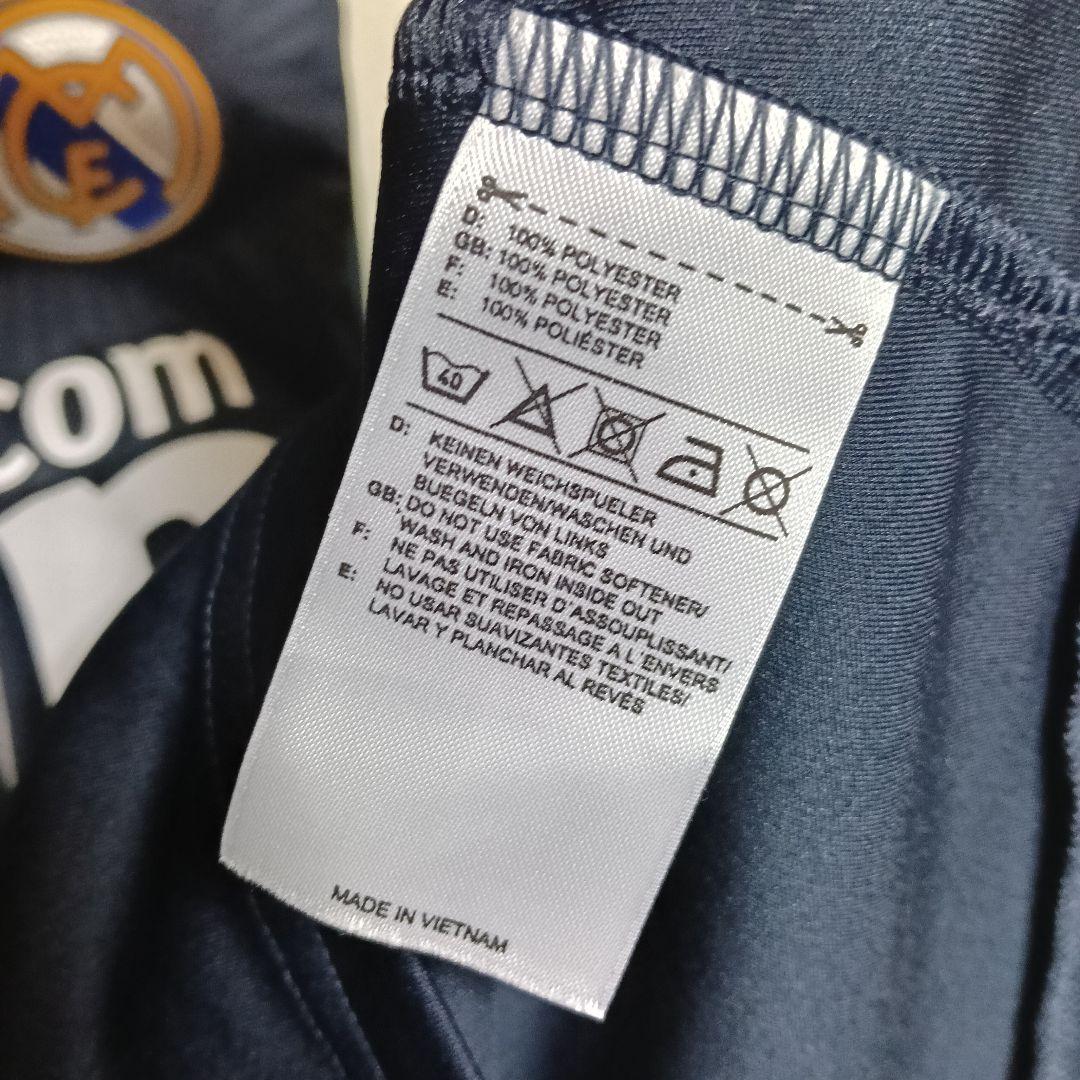 com
D: 100% POLYESTER
GB: 100% POLYESTER
F: 100% POLYESTER
E: 100% POLIÉSTER
40
D: KEINEN WEICHSPUELER
VERWENDEN/WASCHEN UND
BUEGELN VON LINKS
GB: DO NOT USE FABRIC SOFTENER/
WASH AND IRON INSIDE OUT
F: NE PAS UTILISER D'ASSOUPLISSANT/
LAVAGE ET REPASSAGE A L'ENVERS
E: NO USAR SUAVIZANTES TEXTILES/
LAVAR Y PLANCHAR AL REVÉS
MADE IN VIETNAM